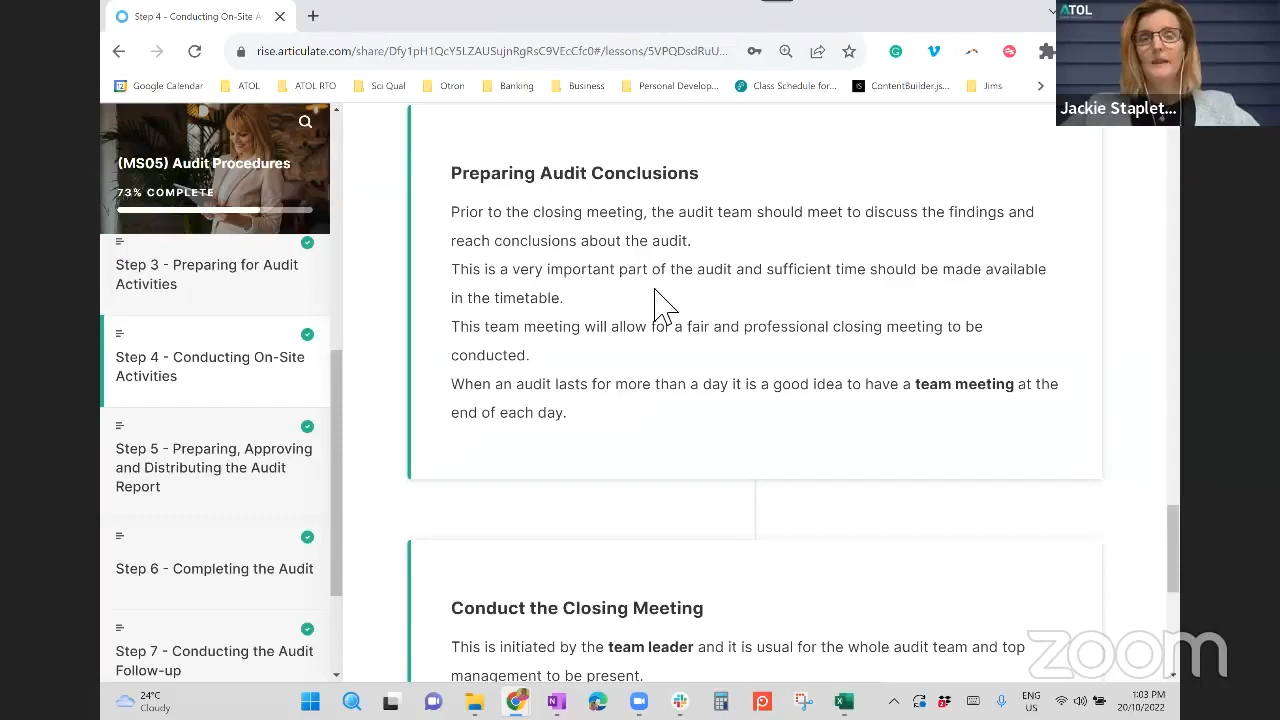 Step 4 - Conducting On-Site A
rise.articulate.com/share/Dfy1pH1QcY5LZAUSujnRgRsC9VEcCfc0#/lessons/5VPQDsdRuU...
Google Calendar
ATOL
ATOL RTO
Sci Qual
Otron
Banking
Business
Personal Develop...
Class Schedule for...
ContentBuilder.js...
Jims
ATOL
Jackie Staplet...
(MS05) Audit Procedures
73% COMPLETE
Step 3 - Preparing for Audit
Activities
Step 4 - Conducting On-Site
Activities
Step 5 - Preparing, Approving
and Distributing the Audit
Report
Step 6 - Completing the Audit
Step 7 - Conducting the Audit
Follow-up
Preparing Audit Conclusions
Prior to the closing meeting, the audit team should meet to discuss the findings and
reach conclusions about the audit.
This is a very important part of the audit and sufficient time should be made available
in the timetable.
This team meeting will allow for a fair and professional closing meeting to be
conducted.
When an audit lasts for more than a day it is a good idea to have a team meeting at the
end of each day.
Conduct the Closing Meeting
This is initiated by the team leader and it is usual for the whole audit team and top
management to be present.
zoom
24°C
Cloudy
ENG
US
1:03 PM
20/10/2022